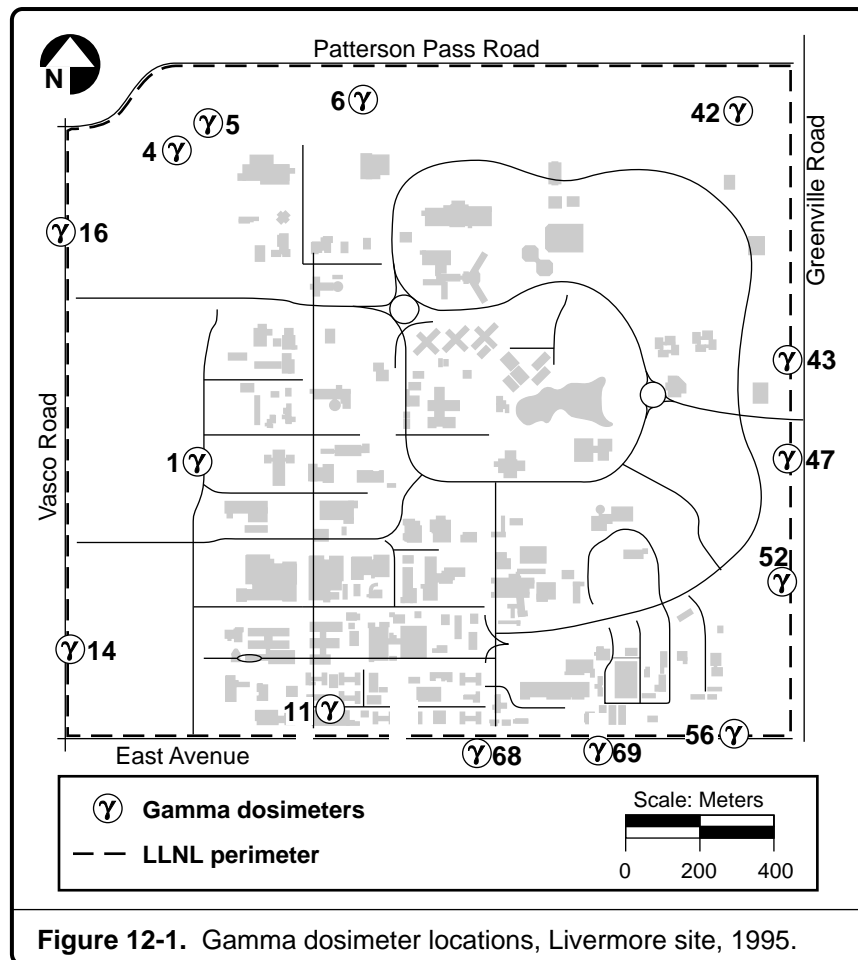 Patterson Pass Road
N
6 γ
42 γ
γ 5
4 γ
Greenville Road
γ 16
γ 43
Vasco Road
1 γ
γ 47
52
γ
γ 14
11 γ
56 γ
γ 68
γ 69
East Avenue
γ Gamma dosimeters
LLNL perimeter
Scale: Meters
0 200 400
Figure 12-1. Gamma dosimeter locations, Livermore site, 1995.